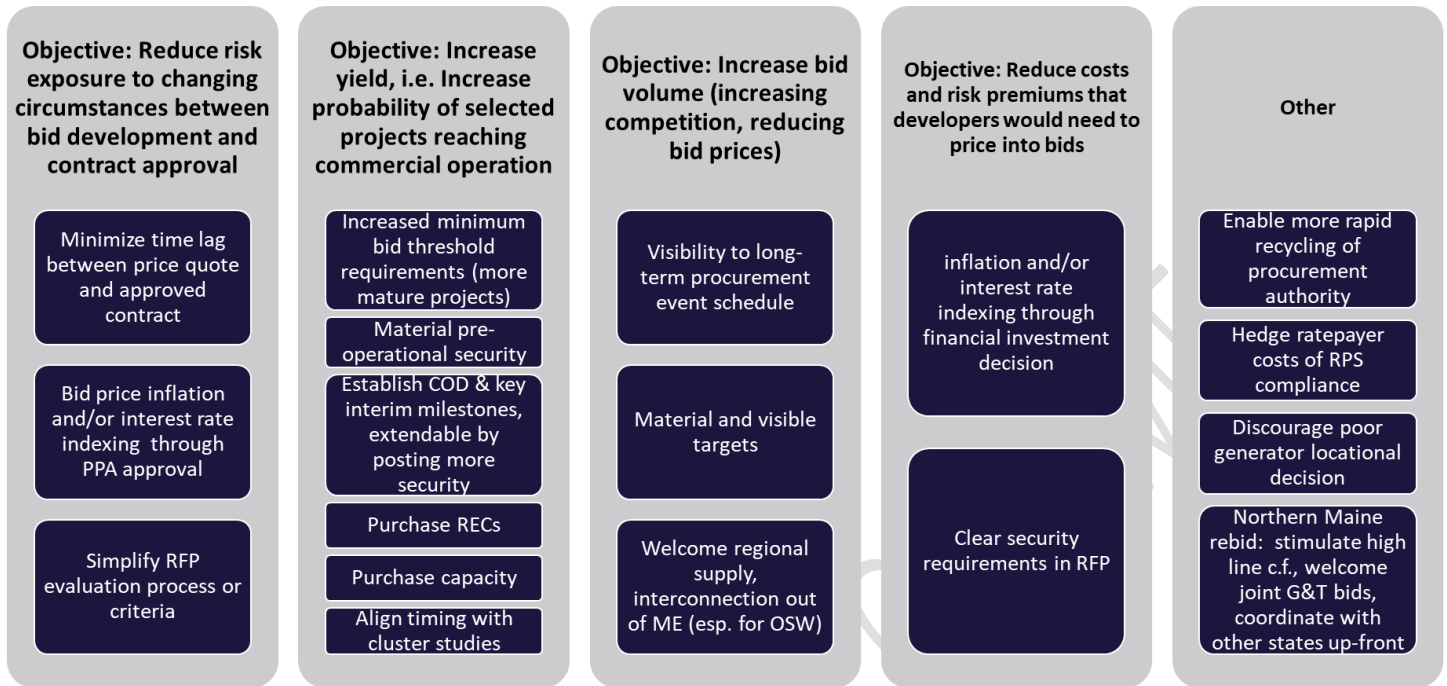 Objective: Reduce risk
exposure to changing
circumstances between
bid development and
contract approval
Minimize time lag
between price quote
and approved
contract
Bid price inflation
and/or interest rate
indexing through
PPA approval
Simplify RFP
evaluation process or
criteria
Objective: Increase
yield, i.e. Increase
probability of selected
projects reaching
commercial operation
Increased minimum
bid threshold
requirements (more
mature projects)
Material pre-
operational security
Establish COD & key
interim milestones,
extendable by
posting more
security
Purchase RECs
Purchase capacity
Align timing with
cluster studies
Objective: Increase bid
volume (increasing
competition, reducing
bid prices)
Visibility to long-
term procurement
event schedule
Material and visible
targets
Welcome regional
supply,
interconnection out
of ME (esp. for OSW)
Objective: Reduce costs
and risk premiums that
developers would need to
price into bids
inflation and/or
interest rate
indexing through
financial investment
decision
Clear security
requirements in RFP
Other
Enable more rapid
recycling of
procurement
authority
Hedge ratepayer
costs of RPS
compliance
Discourage poor
generator locational
decision
Northern Maine
rebid: stimulate high
line c.f., welcome
joint G&T bids,
coordinate with
other states up-front